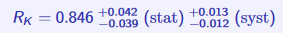 R_K = 0.846 ^{+0.042}_{−0.039} (stat) ^{+0.013}_{−0.012} (syst)